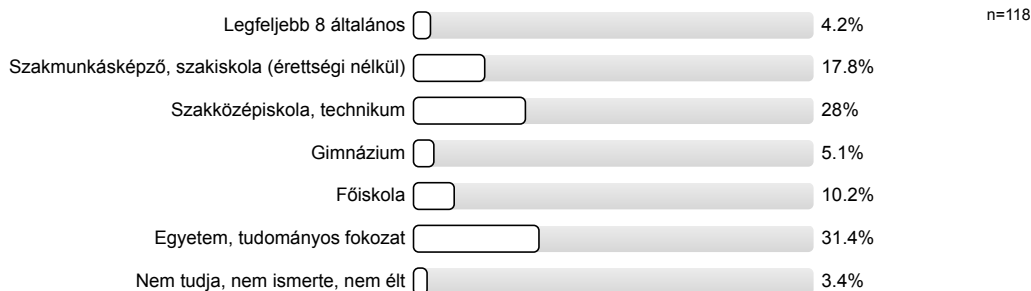 Legfeljebb 8 általános 4.2% n=118
Szakmunkásképző, szakiskola (érettségi nélkül) 17.8%
Szakközépiskola, technikum 28%
Gimnázium 5.1%
Főiskola 10.2%
Egyetem, tudományos fokozat 31.4%
Nem tudja, nem ismerte, nem élt 3.4%